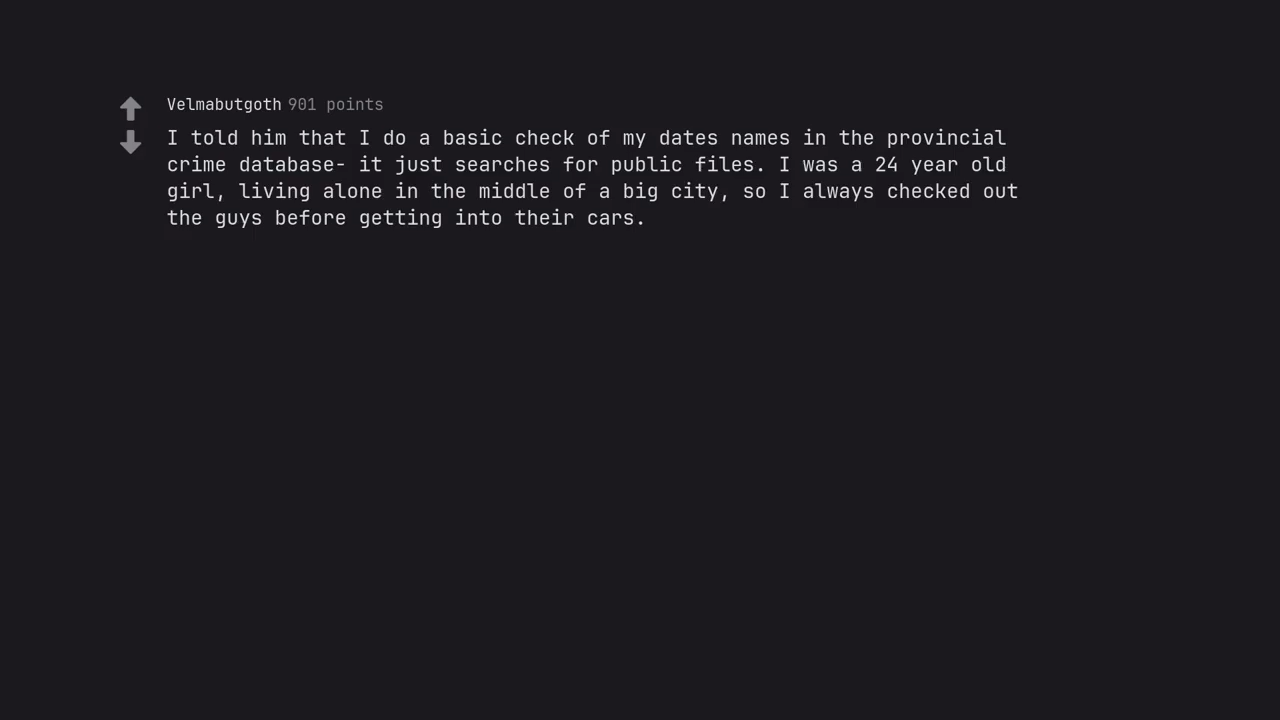 Velmabutgoth 901 points
I told him that I do a basic check of my dates names in the provincial
crime database- it just searches for public files. I was a 24 year old
girl, living alone in the middle of a big city, so I always checked out
the guys before getting into their cars.